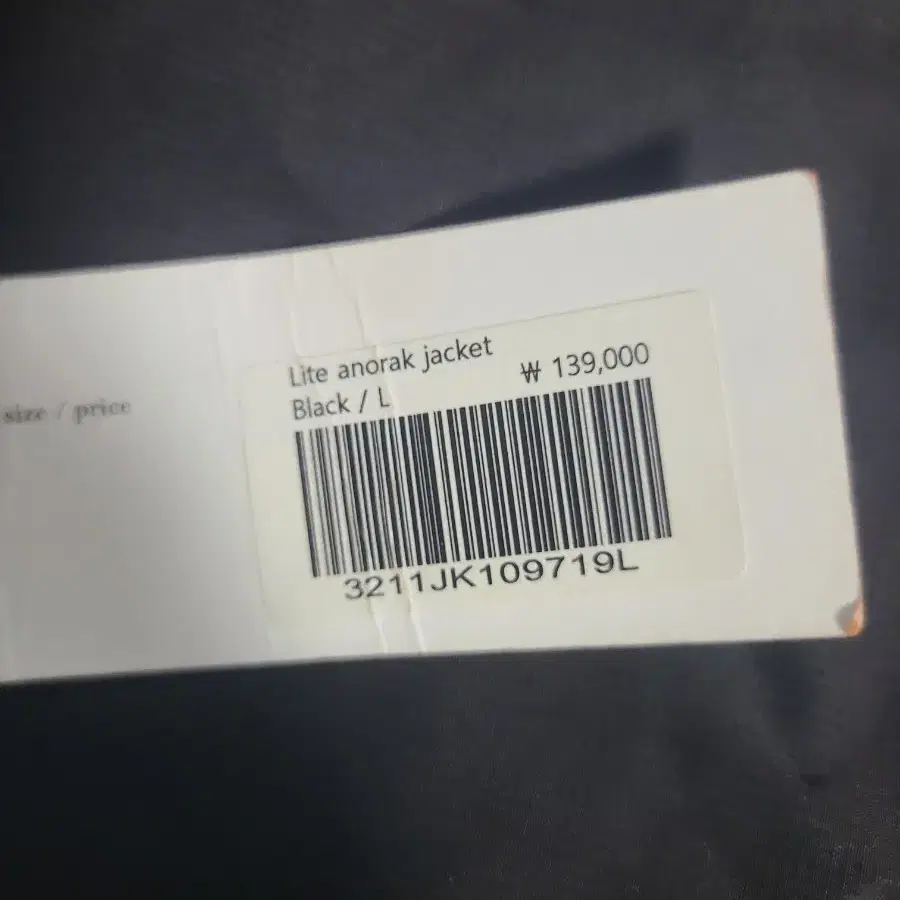 size / price
Lite anorak jacket
Black / L
₩ 139,000
3211JK109719L